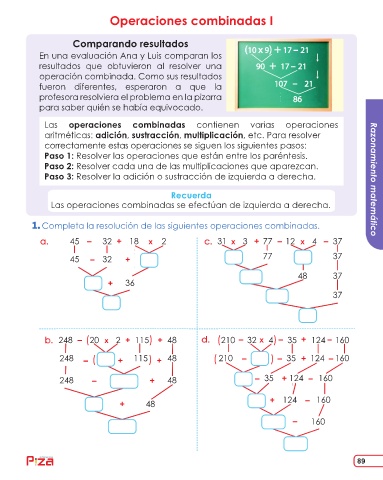 Operaciones combinadas I
Comparando resultados
En una evaluación Ana y Luis comparan los
resultados que obtuvieron al resolver una
operación combinada. Como sus resultados
fueron diferentes, esperaron a que la
profesora resolviera el problema en la pizarra
para saber quién se había equivocado.
(10 x 9) + 17 – 21
90 + 17 – 21
107 – 21
86
Las operaciones combinadas contienen varias operaciones
aritméticas: adición, sustracción, multiplicación, etc. Para resolver
correctamente estas operaciones se siguen los siguientes pasos:
Paso 1: Resolver las operaciones que están entre los paréntesis.
Paso 2: Resolver cada una de las multiplicaciones que aparezcan.
Paso 3: Resolver la adición o sustracción de izquierda a derecha.
Recuerda
Las operaciones combinadas se efectúan de izquierda a derecha.
Razonamiento matemático
1. Completa la resolución de las siguientes operaciones combinadas.
a. 45 – 32 + 18 x 2
45 – 32 +
+ 36
c. 31 x 3 + 77 – 12 x 4 – 37
77 37
48 37
37
b. 248 – (20 x 2 + 115) + 48
248 – ( + 115) + 48
248 – + 48
+ 48
d. (210 – 32 x 4) – 35 + 124 – 160
(210 – ) – 35 + 124 – 160
– 35 + 124 – 160
+ 124 – 160
– 160
Piza
89